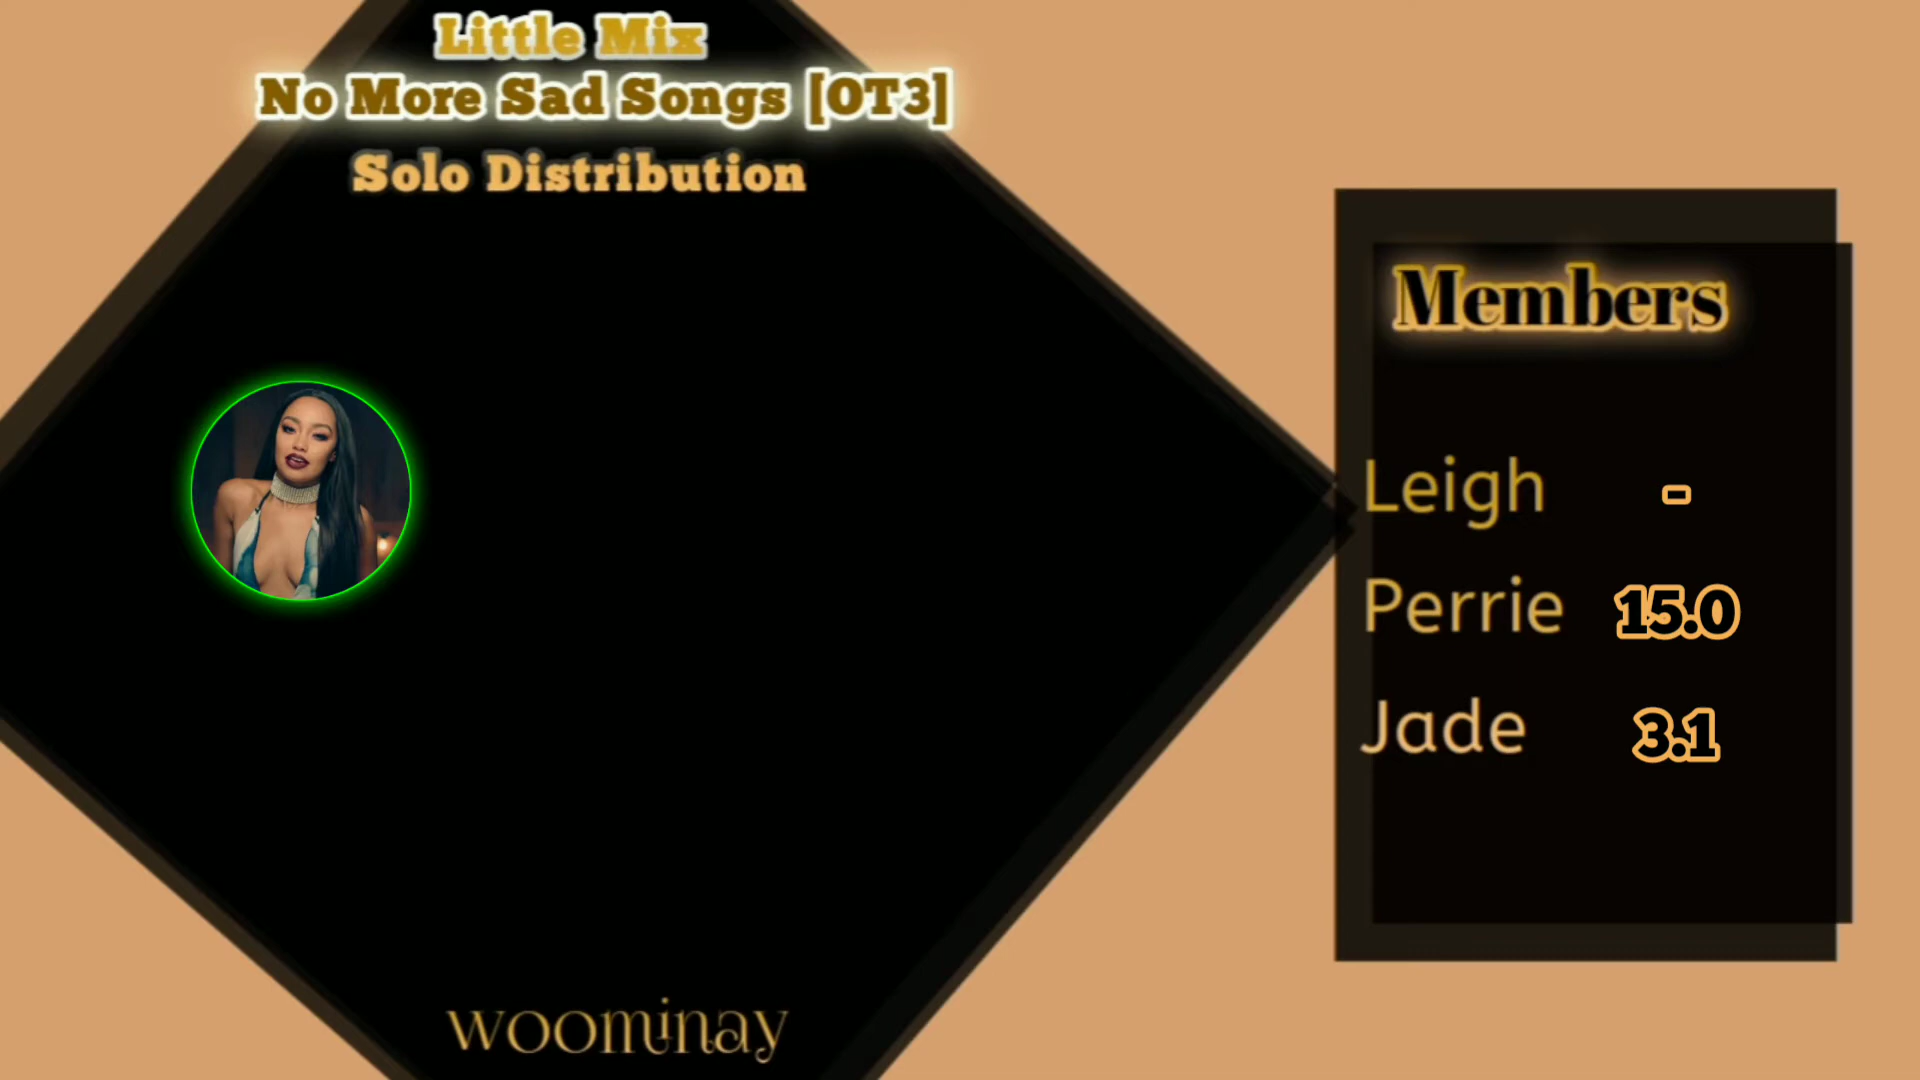 Little Mix
No More Sad Songs [OT3]
Solo Distribution
Members
Leigh -
Perrie 15.0
Jade 3.1
woominay